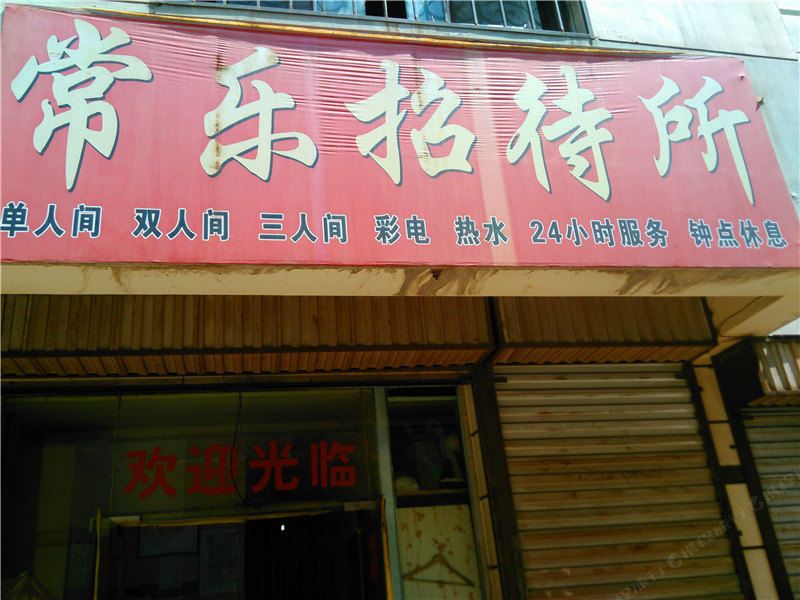 常乐招待所
单人间 双人间 三人间 彩电 热水 24小时服务 钟点休息
欢迎光临